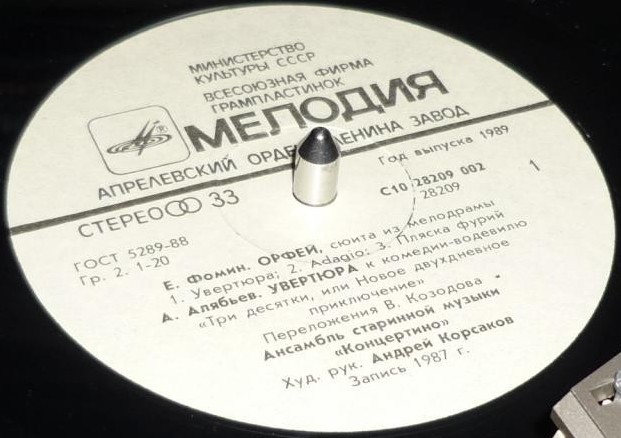 МИНИСТЕРСТВО
КУЛЬТУРЫ СССР
ВСЕСОЮЗНАЯ ФИРМА
ГРАМПЛАСТИНОК
МЕЛОДИЯ
АПРЕЛЕВСКИЙ ОРДЕ ЛЕНИНА ЗАВОД
СТЕРЕО 33
Год выпуска 1989
С10 28209 002
28209
1
ГОСТ 5289-88
Гр. 2. 1-20
Е. Фомин. ОРФЕЙ, сюита из мелодрамы
1. Увертюра; 2. Adagio; 3. Пляска фурий
А. Алябьев. УВЕРТЮРА к комедии-водевилю
«Три десятки, или Новое двухдневное
приключение»
Переложения В. Козодова
Ансамбль старинной музыки
«Концертино»
Худ. рук. Андрей Корсаков
Запись 1987 г.